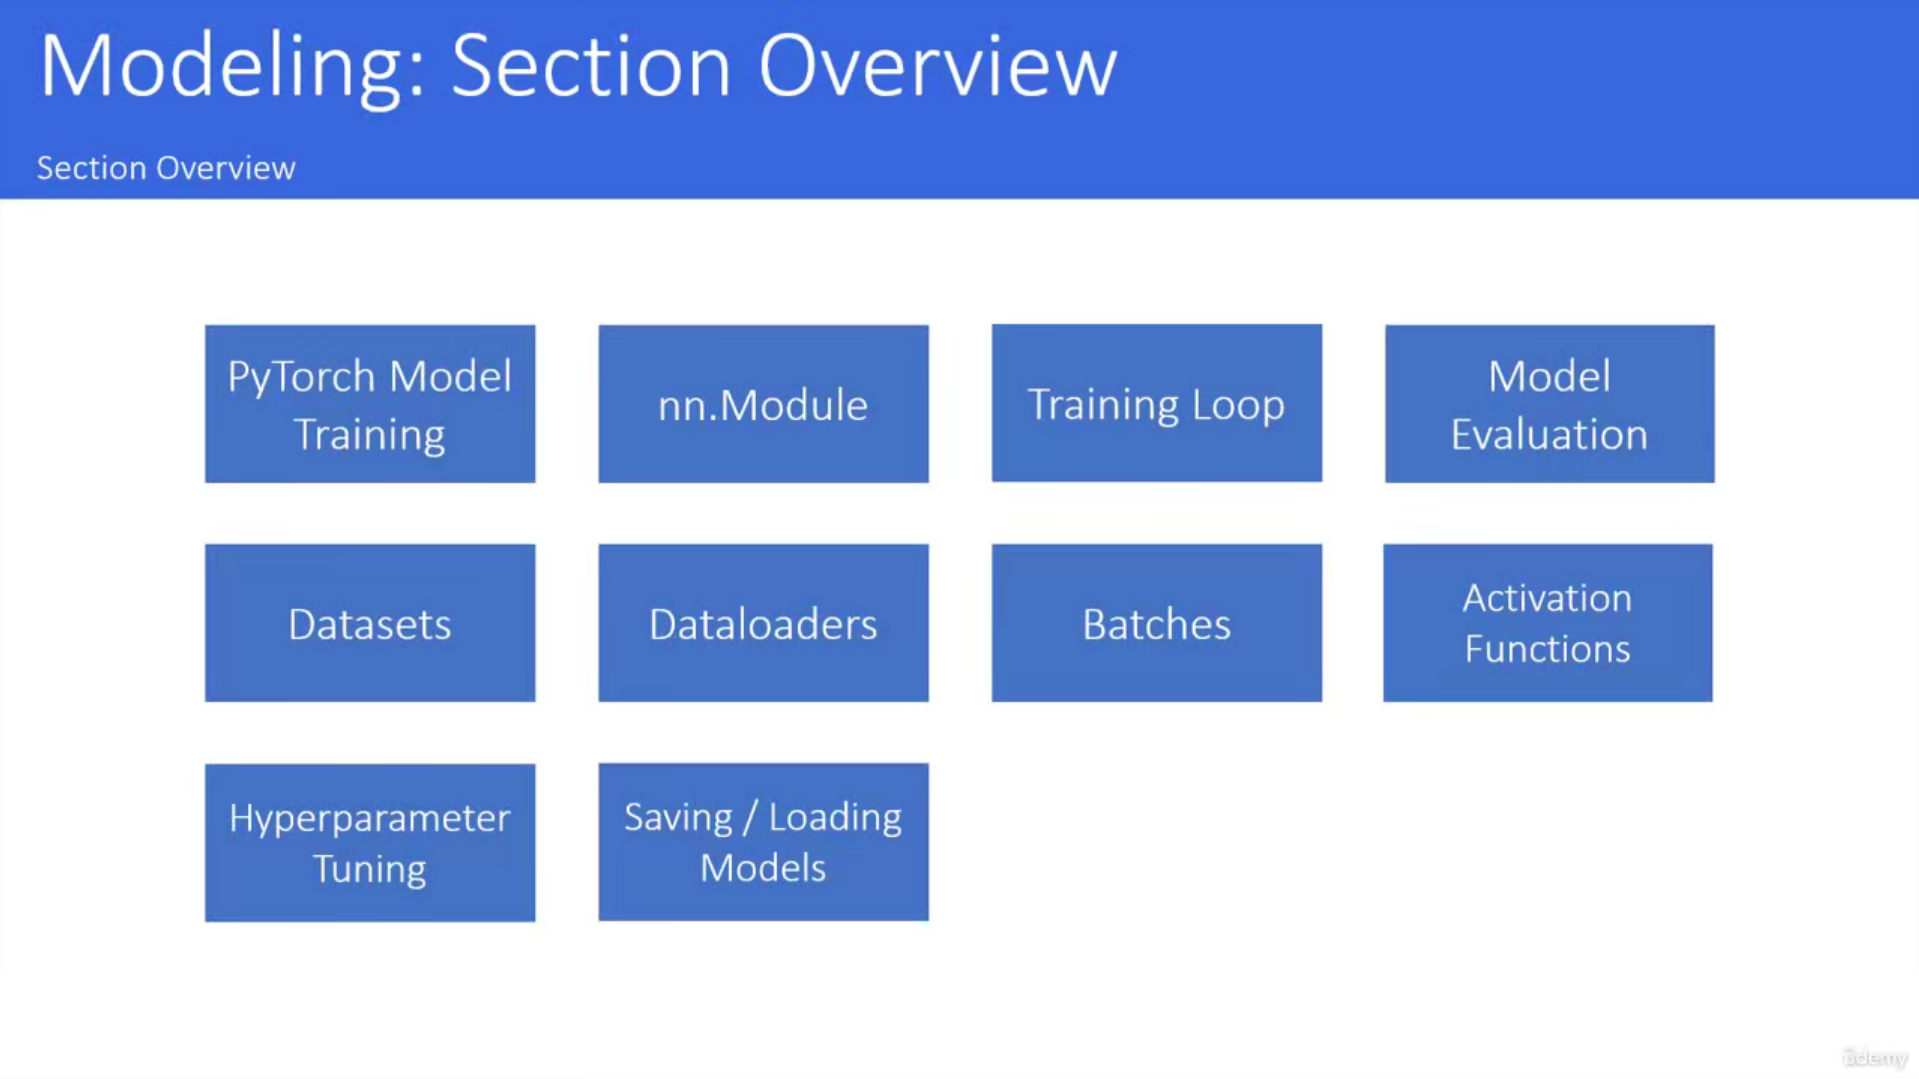 Modeling: Section Overview
Section Overview
PyTorch Model
Training
nn.Module
Training Loop
Model
Evaluation
Datasets
Dataloaders
Batches
Activation
Functions
Hyperparameter
Tuning
Saving / Loading
Models
ûdemy